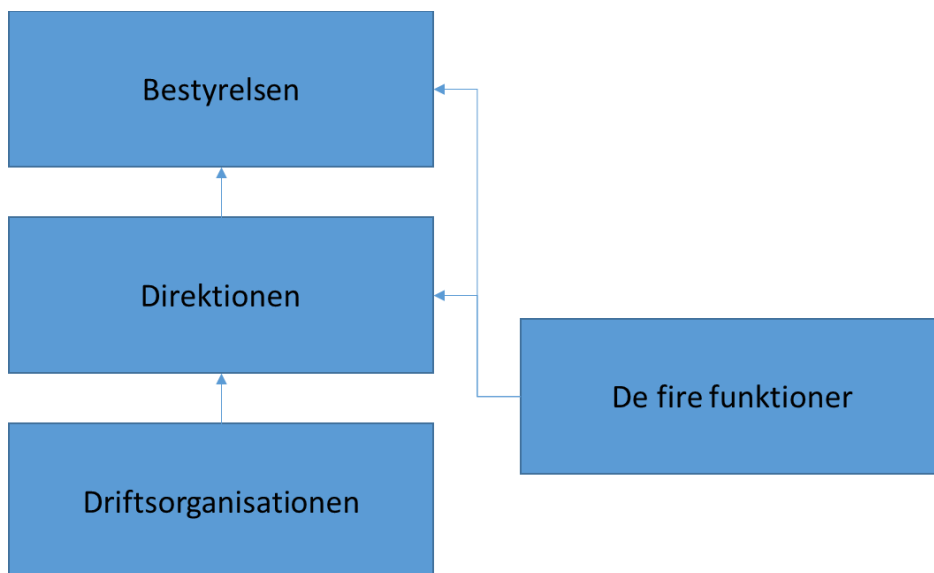 Bestyrelsen
Direktionen
De fire funktioner
Driftsorganisationen